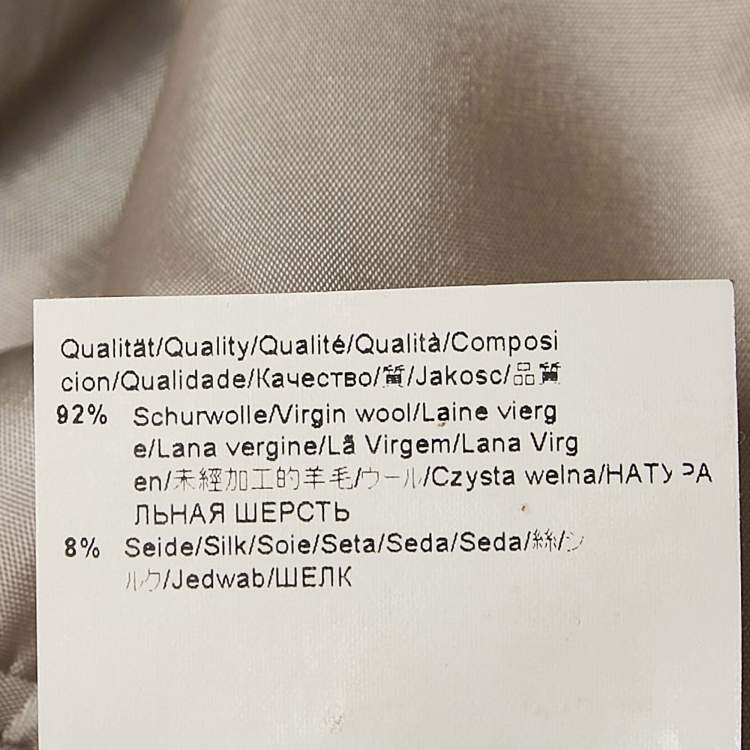 Qualität/Quality/Qualité/Qualità/Composi
cion/Qualidade/Качество/質/Jakosc/品質
92% Schurwolle/Virgin wool/Laine vierg
e/Lana vergine/Lã Virgem/Lana Virg
en/未經加工的羊毛/ウール/Czysta welna/НАТУРА
ЛЬНАЯ ШЕРСТЬ
8% Seide/Silk/Soie/Seta/Seda/Seda/絲/シ
ルク/Jedwab/ШЕЛК